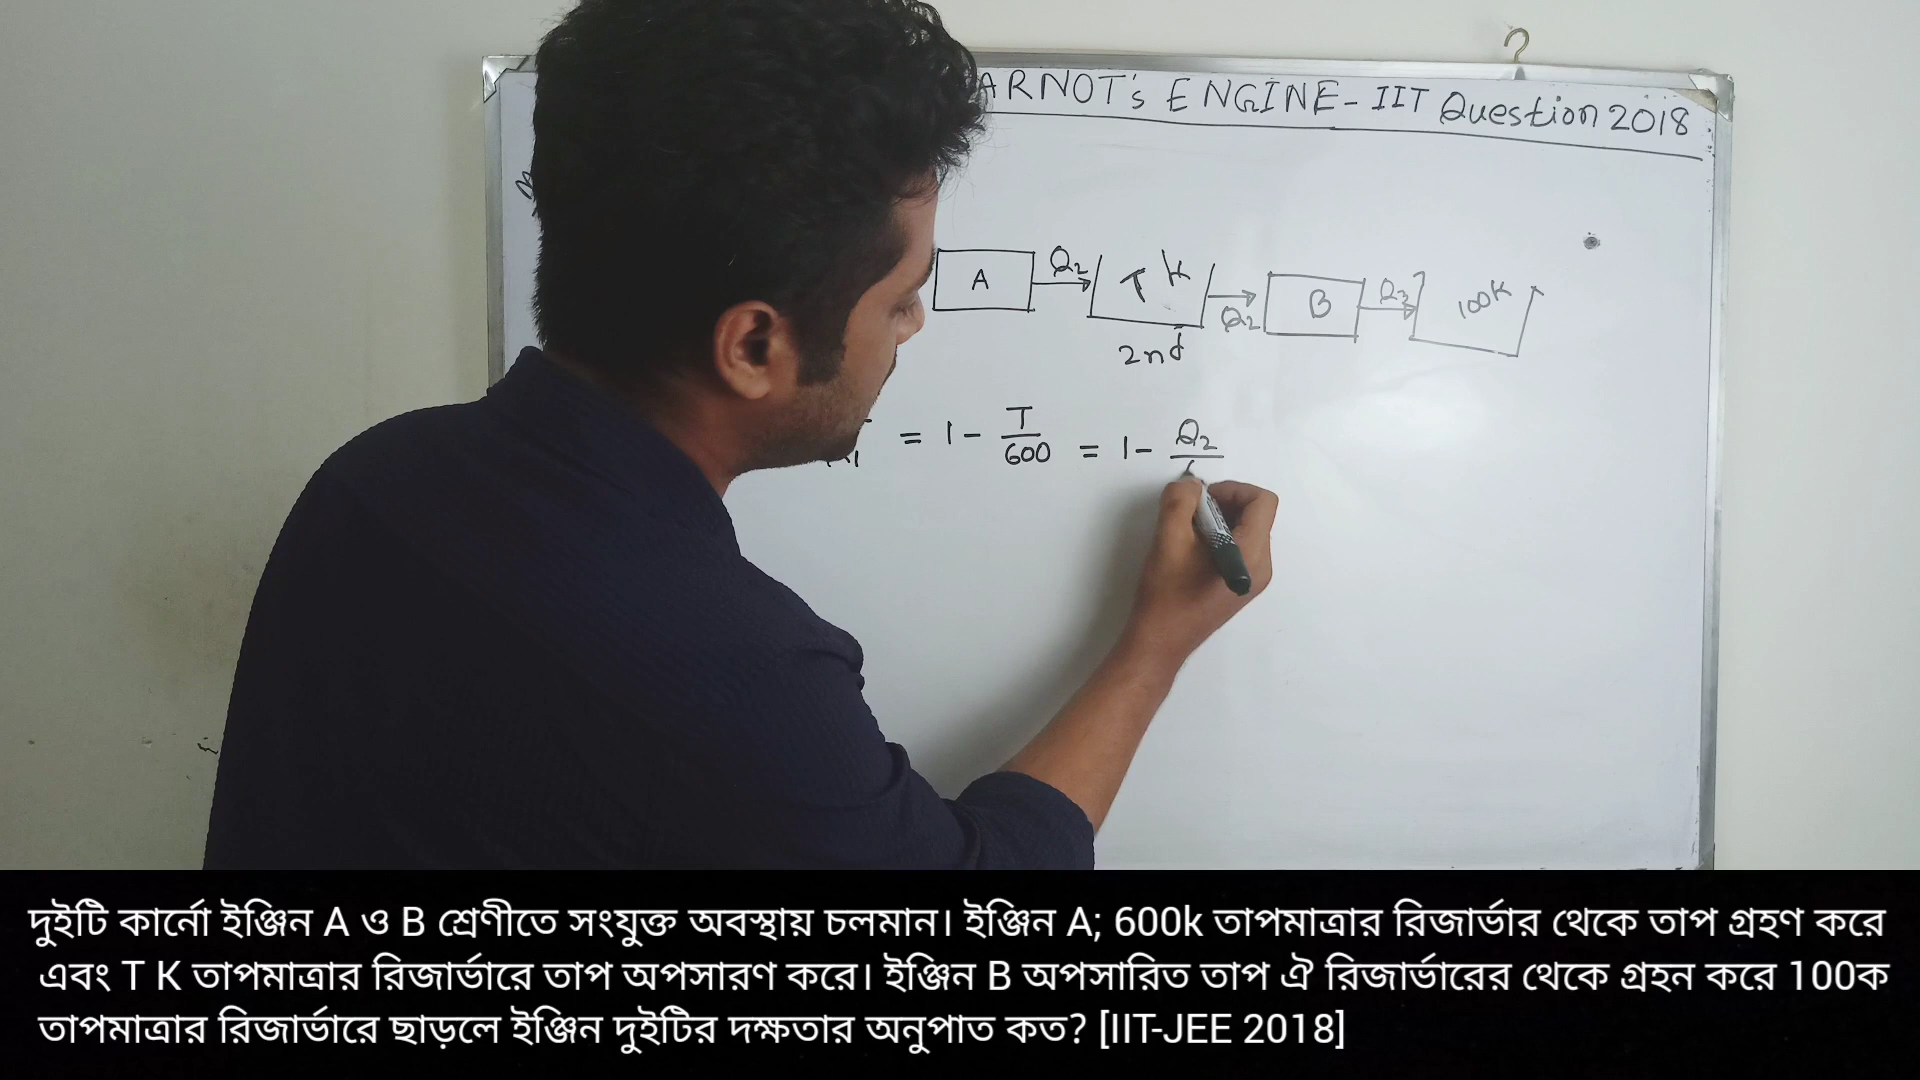 ARNOT's ENGINE - IIT Question 2018
A Q₂ T K Q₂ B Q₃ 100K
2nd
= 1 - T/600 = 1 - Q₂
দুইটি কার্নো ইঞ্জিন A ও B শ্রেণীতে সংযুক্ত অবস্থায় চলমান। ইঞ্জিন A; 600k তাপমাত্রার রিজার্ভার থেকে তাপ গ্রহণ করে
এবং T K তাপমাত্রার রিজার্ভারে তাপ অপসারণ করে। ইঞ্জিন B অপসারিত তাপ ঐ রিজার্ভারের থেকে গ্রহন করে 100ক
তাপমাত্রার রিজার্ভারে ছাড়লে ইঞ্জিন দুইটির দক্ষতার অনুপাত কত? [IIT-JEE 2018]